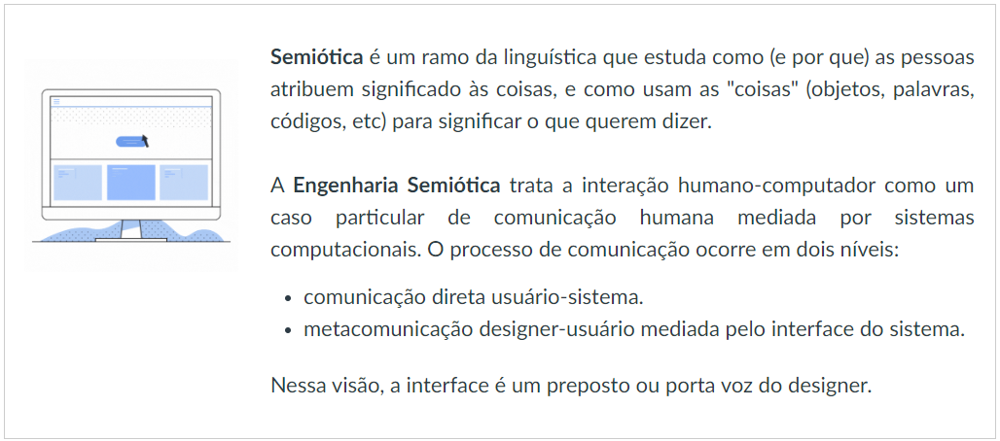 Semiótica é um ramo da linguística que estuda como (e por que) as pessoas
atribuem significado às coisas, e como usam as "coisas" (objetos, palavras,
códigos, etc) para significar o que querem dizer.
A Engenharia Semiótica trata a interação humano-computador como um
caso particular de comunicação humana mediada por sistemas
computacionais. O processo de comunicação ocorre em dois níveis:
• comunicação direta usuário-sistema.
• metacomunicação designer-usuário mediada pelo interface do sistema.
Nessa visão, a interface é um preposto ou porta voz do designer.